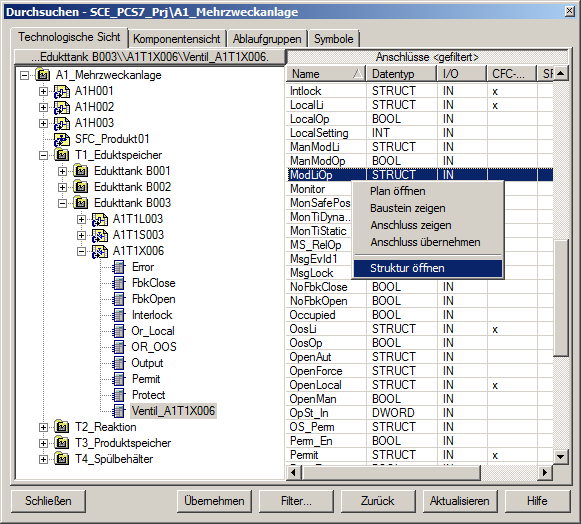 Durchsuchen - SCE_PCS7_Prj\A1_Mehrzweckanlage
Technologische Sicht Komponentensicht Ablaufgruppen Symbole
...Edukttank B003\\A1T1X006\Ventil_A1T1X006.
A1_Mehrzweckanlage
A1H001
A1H002
A1H003
SFC_Produkt01
T1_Eduktspeicher
Edukttank B001
Edukttank B002
Edukttank B003
A1T1L003
A1T1S003
A1T1X006
Error
FbkClose
FbkOpen
Interlock
Or_Local
OR_OOS
Output
Permit
Protect
Ventil_A1T1X006
T2_Reaktion
T3_Produktspeicher
T4_Spülbehälter
Anschlüsse <gefiltert>
Name Datentyp I/O CFC-... SF
Intlock STRUCT IN x
LocalLi STRUCT IN x
LocalOp BOOL IN
LocalSetting INT IN
ManModLi STRUCT IN x
ManModOp BOOL IN
ModLiOp STRUCT IN
Monitor
MonSafePos
MonTiDyna...
MonTiStatic
MS_RelOp
MsgEvId1
MsgLock
Plan öffnen
Baustein zeigen
Anschluss zeigen
Anschluss übernehmen
Struktur öffnen
NoFbkClose BOOL IN
NoFbkOpen BOOL IN
Occupied BOOL IN
OosLi STRUCT IN x
OosOp BOOL IN
OpenAut STRUCT IN
OpenForce STRUCT IN
OpenLocal STRUCT IN x
OpenMan BOOL IN
OpSt_In DWORD IN
OS_Perm STRUCT IN
Perm_En BOOL IN
Permit STRUCT IN x
Schließen Übernehmen Filter... Zurück Aktualisieren Hilfe